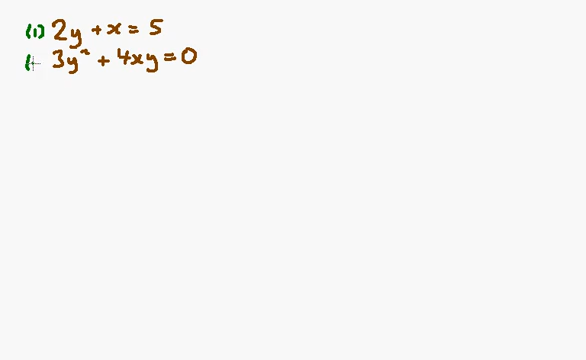 (1) 2y + x = 5
( 3y² + 4xy = 0